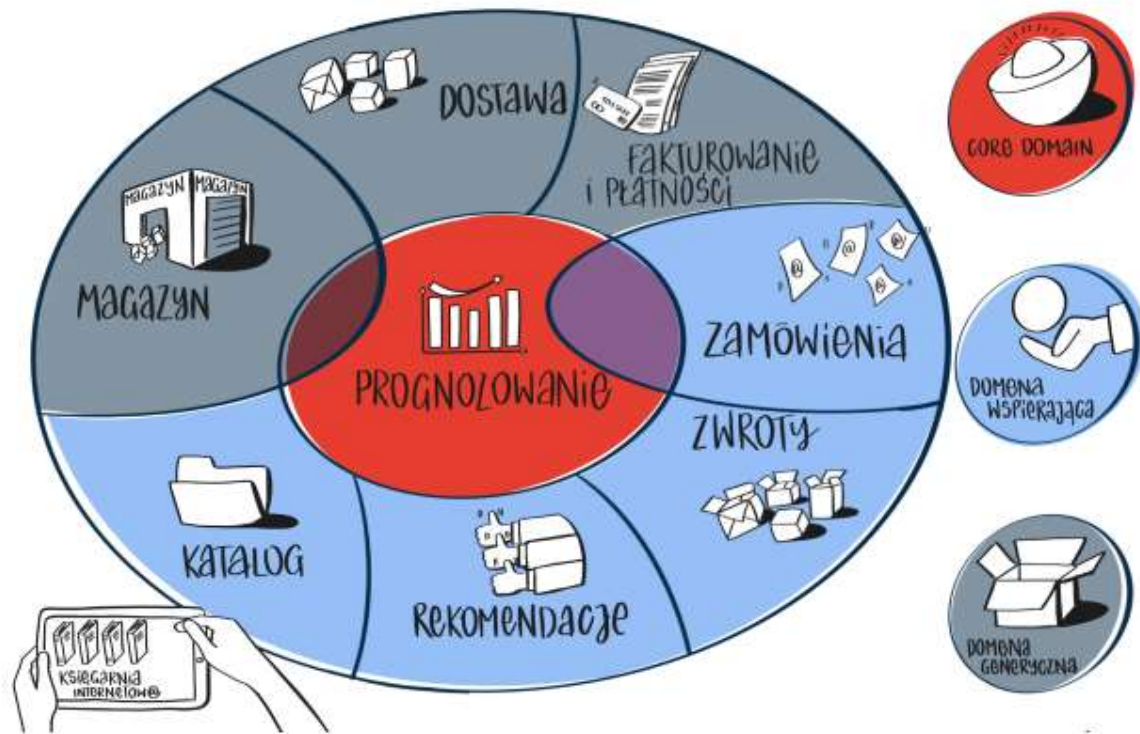 DOSTAWA
FAKTUROWANIE
i PŁATNOŚCI
MAGAZYN MAGAZYN
MAGAZYN
PROGNOZOWANIE
ZAMÓWIENIA
ZWROTY
KATALOG
REKOMENDACJE
KSIĘGARNIA
INTERNETOWA
CORE DOMAIN
DOMENA
WSPIERAJĄCA
DOMENA
GENERYCZNA